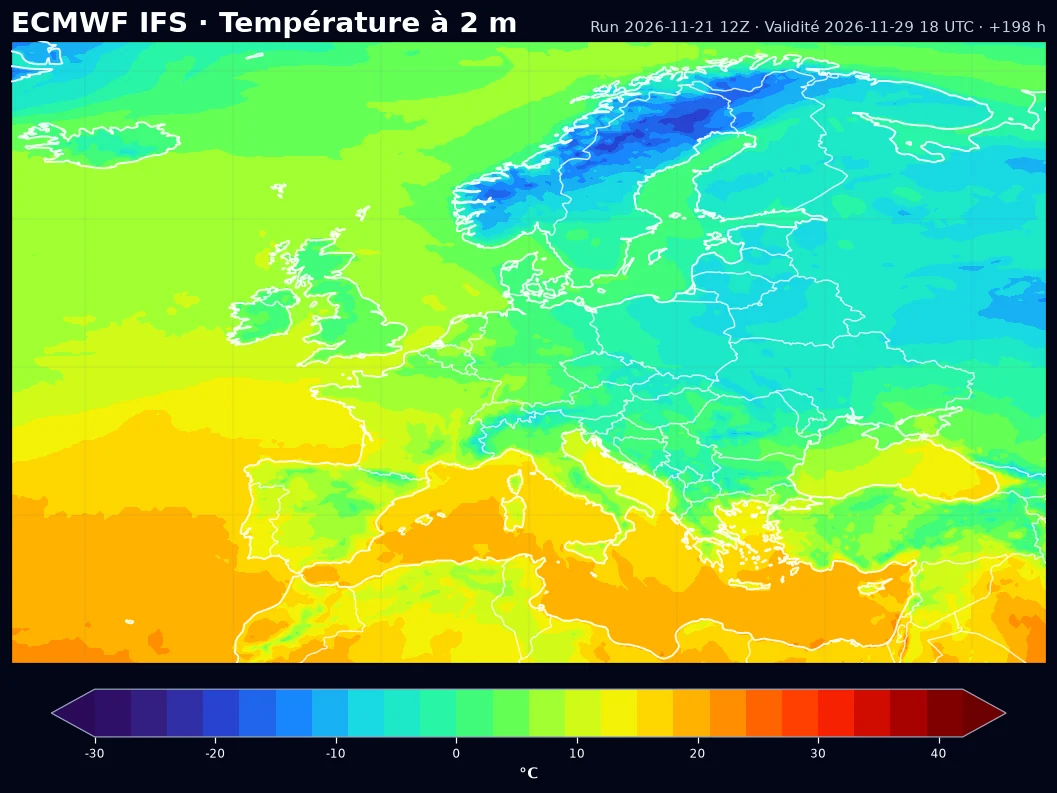 ECMWF IFS · Température à 2 m
Run 2026-11-21 12Z · Validité 2026-11-29 18 UTC · +198 h
-30 -20 -10 0 10 20 30 40
°C